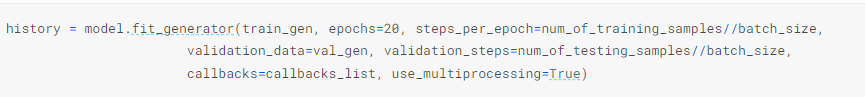 history = model.fit_generator(train_gen, epochs=20, steps_per_epoch=num_of_training_samples//batch_size,
validation_data=val_gen, validation_steps=num_of_testing_samples//batch_size,
callbacks=callbacks_list, use_multiprocessing=True)